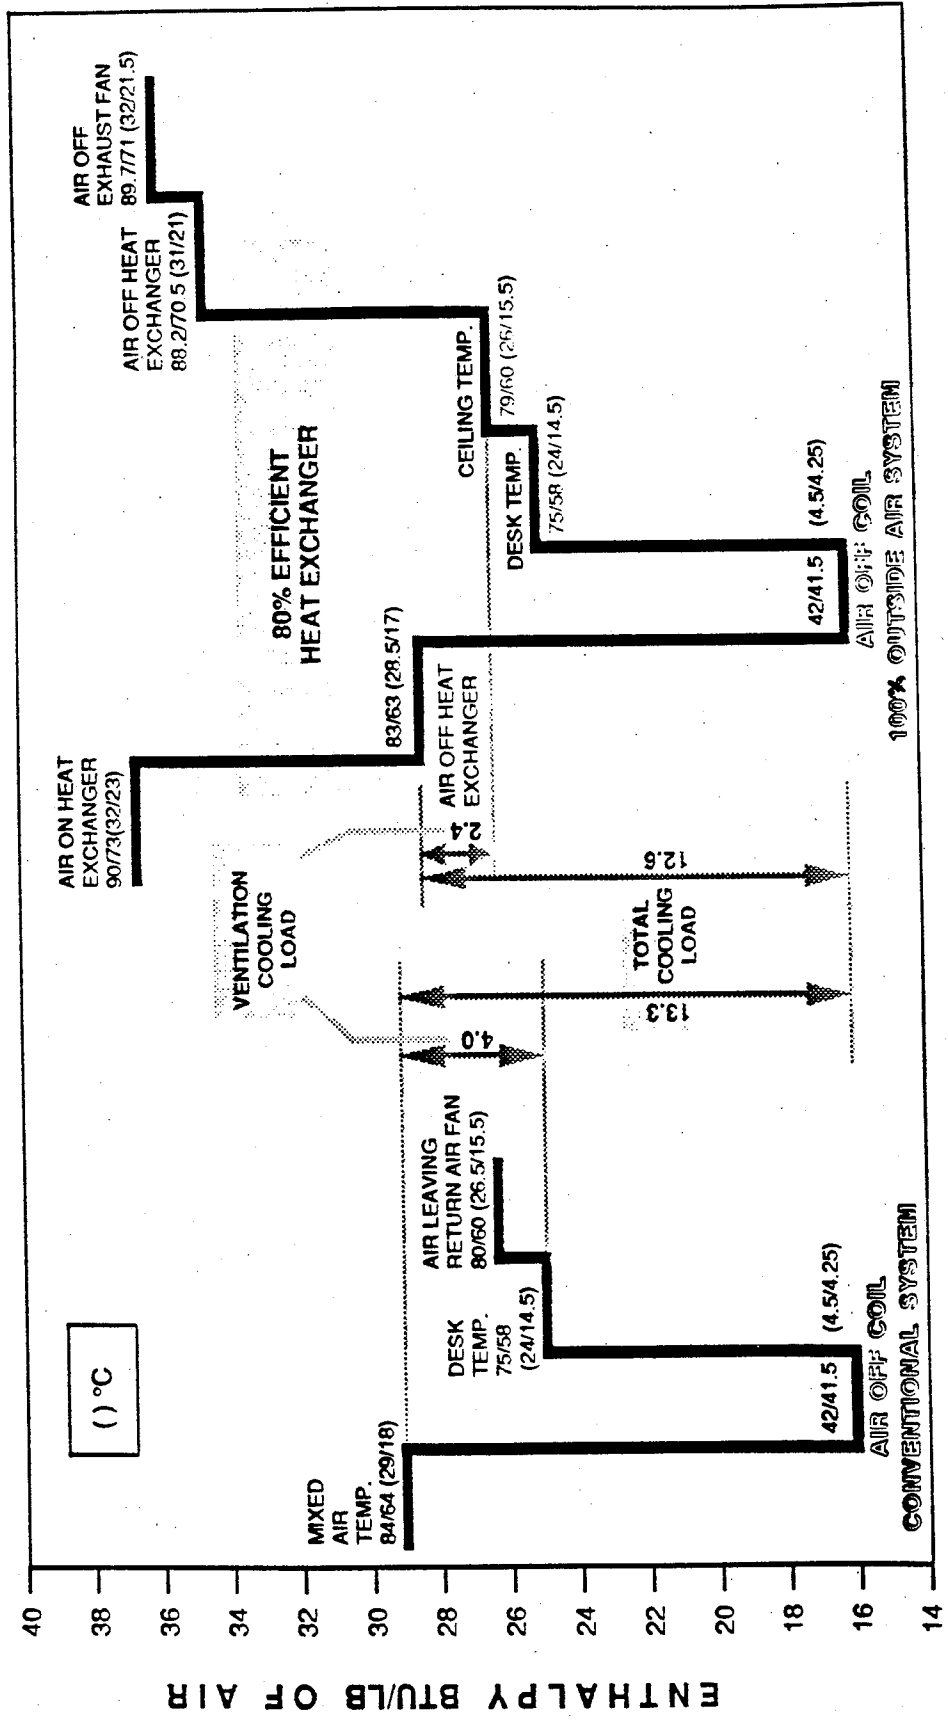 ENTHALPY BTU/LB OF AIR
40
38
36
34
32
30
28
26
24
22
20
18
16
14
( ) °C
MIXED
AIR
TEMP.
84/64 (29/18)
42/41.5
(4.5/4.25)
AIR OFF COIL
CONVENTIONAL SYSTEM
DESK
TEMP.
75/58
(24/14.5)
AIR LEAVING
RETURN AIR FAN
80/60 (26.5/15.5)
VENTILATION
COOLING
LOAD
4.0
2.4
TOTAL
COOLING
LOAD
13.3
12.6
AIR ON HEAT
EXCHANGER
90/73(32/23)
83/63 (28.5/17)
AIR OFF HEAT
EXCHANGER
80% EFFICIENT
HEAT EXCHANGER
42/41.5
(4.5/4.25)
AIR OFF COIL
100% OUTSIDE AIR SYSTEM
DESK TEMP.
75/58 (24/14.5)
CEILING TEMP.
79/60 (26/15.5)
AIR OFF HEAT
EXCHANGER
88.2/70.5 (31/21)
AIR OFF
EXHAUST FAN
89.7/71 (32/21.5)